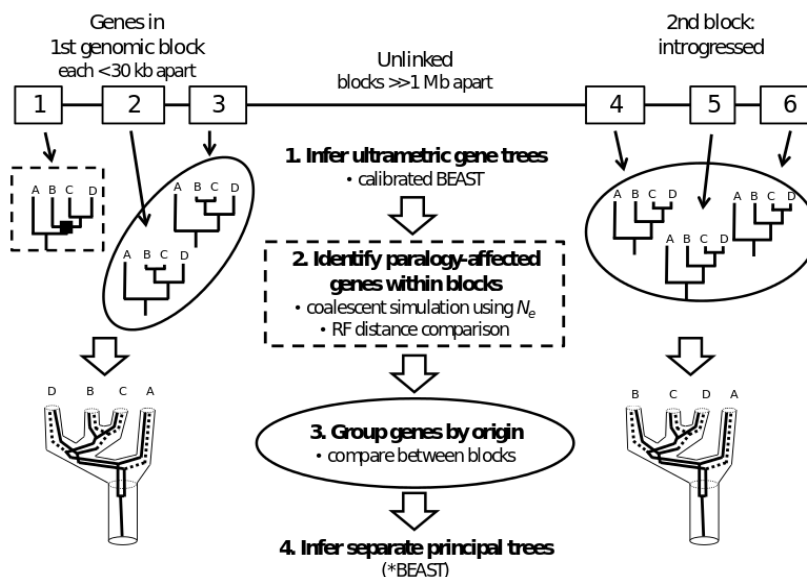 Genes in
1st genomic block
each <30 kb apart
Unlinked
blocks >>1 Mb apart
2nd block:
introgressed
1 2 3 4 5 6
1. Infer ultrametric gene trees
• calibrated BEAST
A B C D
A B C D
A B C D
A B C D
A B C D
A B C D
2. Identify paralogy-affected
genes within blocks
• coalescent simulation using Ne
• RF distance comparison
D B C A
B C D A
3. Group genes by origin
• compare between blocks
4. Infer separate principal trees
(*BEAST)